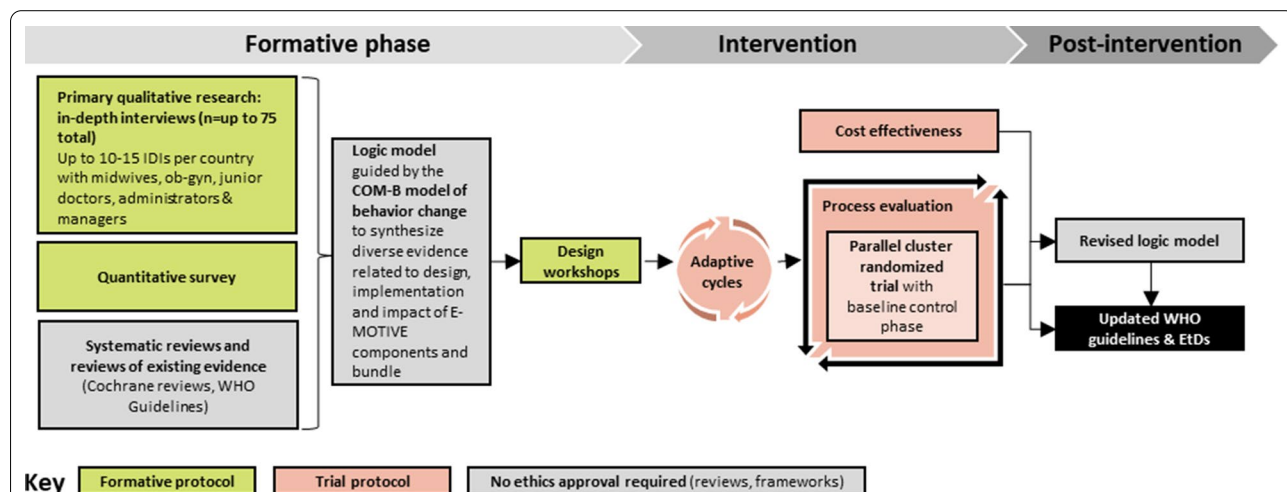 Formative phase
Intervention
Post-intervention
Primary qualitative research:
in-depth interviews (n=up to 75
total)
Up to 10-15 IDIs per country
with midwives, ob-gyn, junior
doctors, administrators &
managers
Quantitative survey
Systematic reviews and
reviews of existing evidence
(Cochrane reviews, WHO
Guidelines)
Logic model
guided by the
COM-B model of
behavior change
to synthesize
diverse evidence
related to design,
implementation
and impact of E-
MOTIVE
components and
bundle
Design
workshops
Adaptive
cycles
Cost effectiveness
Process evaluation
Parallel cluster
randomized
trial with
baseline control
phase
Revised logic model
Updated WHO
guidelines & EtDs
Key
Formative protocol
Trial protocol
No ethics approval required (reviews, frameworks)